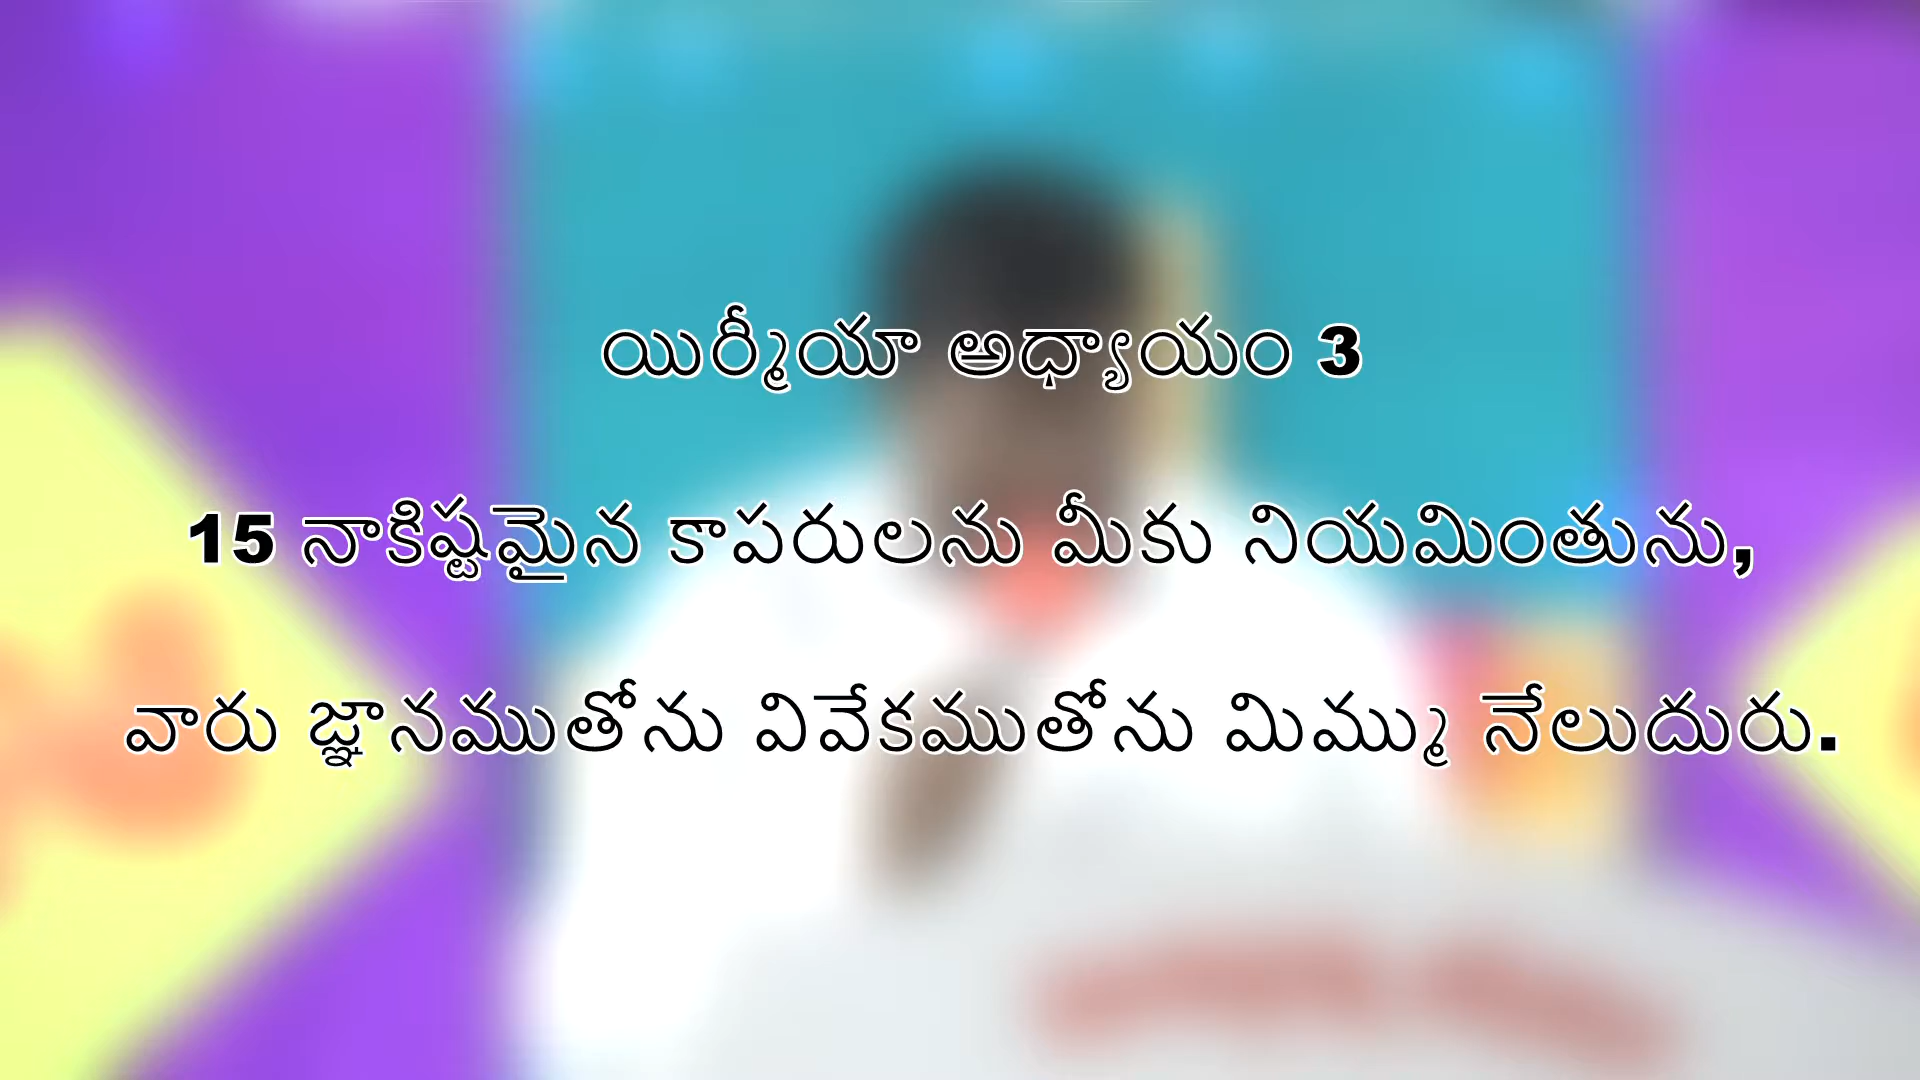 యిర్మీయా అధ్యాయం 3
15 నాకిష్టమైన కాపరులను మీకు నియమింతును,
వారు జ్ఞానముతోను వివేకముతోను మిమ్ము నేలుదురు.